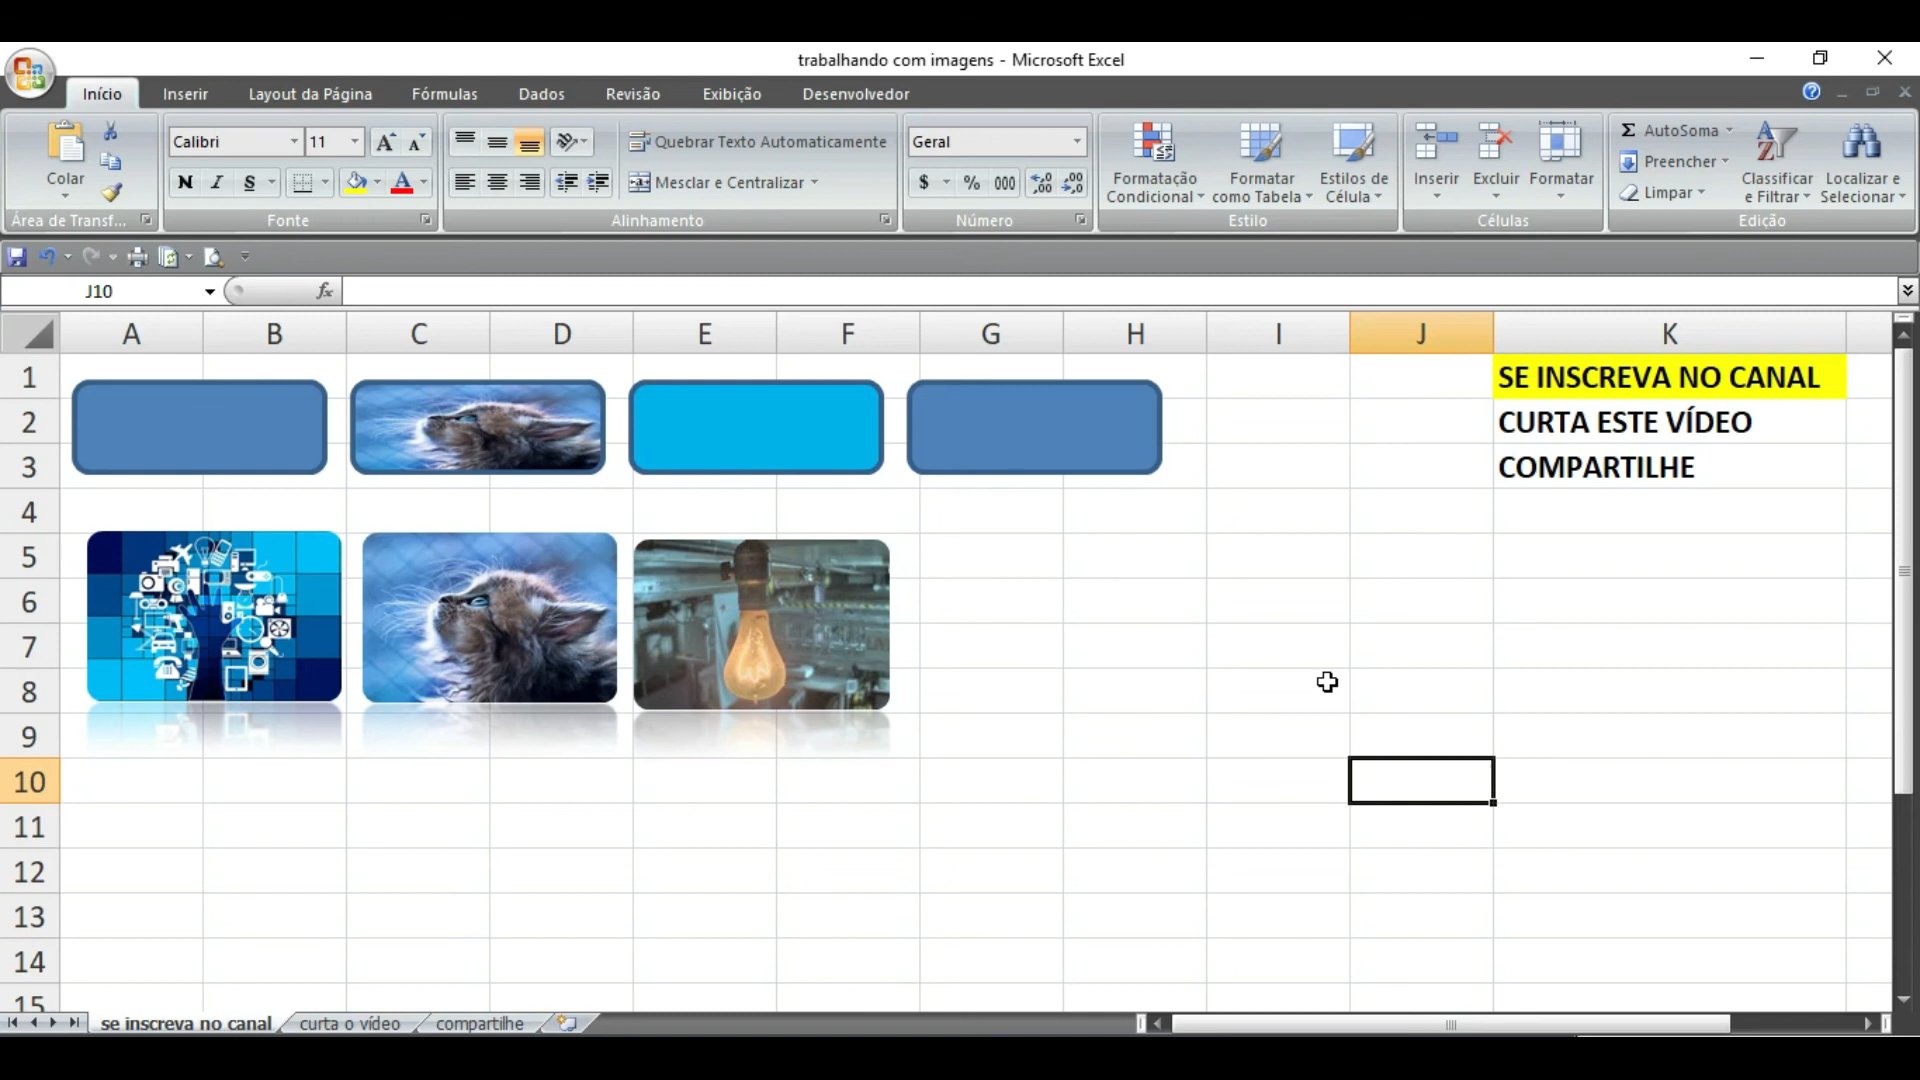 trabalhando com imagens - Microsoft Excel
Início Inserir Layout da Página Fórmulas Dados Revisão Exibição Desenvolvedor
Colar
Área de Transf...
Calibri 11
N I S
Fonte
Quebrar Texto Automaticamente
Mesclar e Centralizar
Alinhamento
Geral
$ % 000 ,00 ,00
Número
Formatação Condicional
Formatar como Tabela
Estilos de Célula
Estilo
Inserir
Excluir
Formatar
Células
Σ AutoSoma
Preencher
Limpar
Classificar e Filtrar
Localizar e Selecionar
Edição
J10 fx
A B C D E F G H I J K
1 SE INSCREVA NO CANAL
2 CURTA ESTE VÍDEO
3 COMPARTILHE
4
5
6
7
8
9
10
11
12
13
14
15
se inscreva no canal curta o vídeo compartilhe